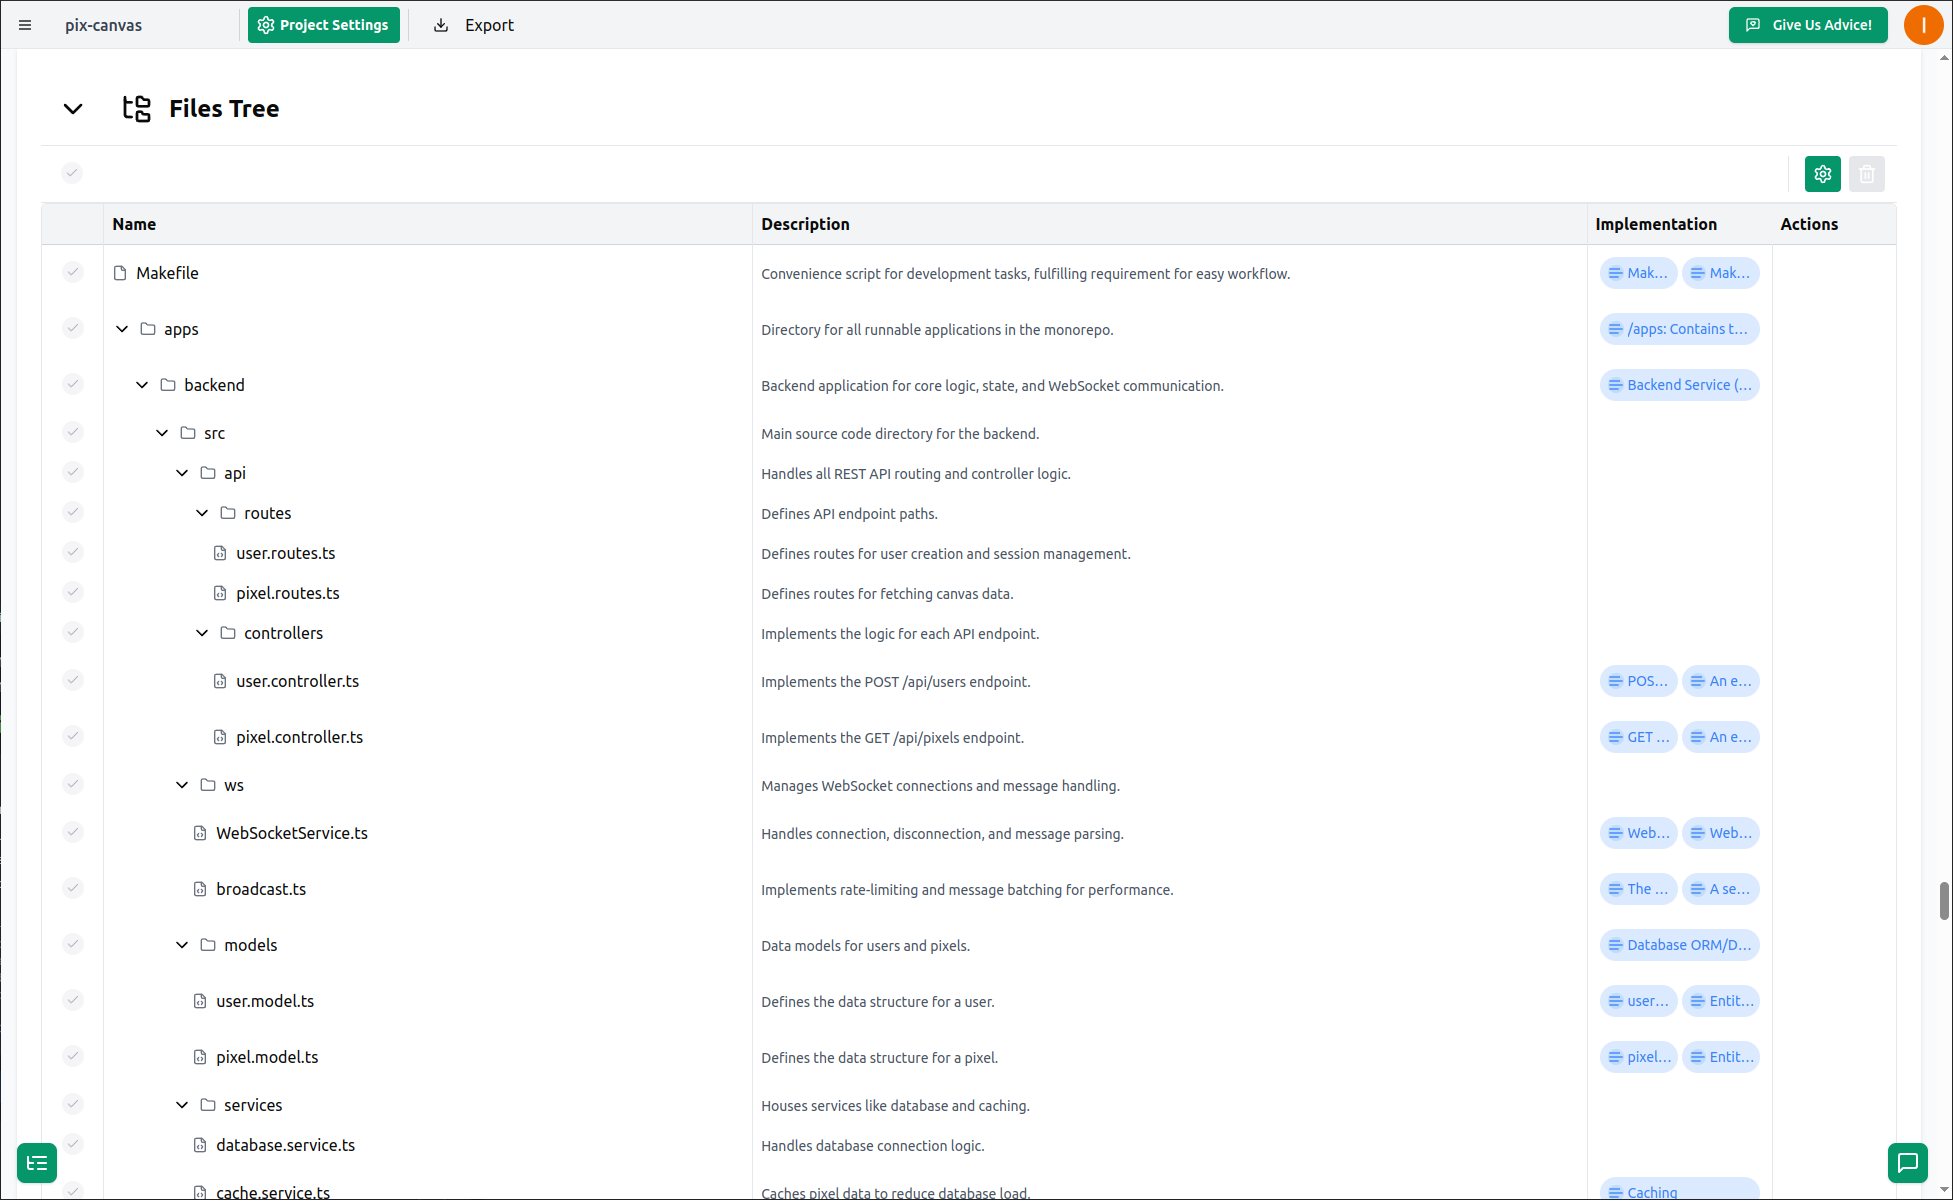 pix-canvas Project Settings Export Give Us Advice! I
Files Tree
Name Description Implementation Actions
Makefile Convenience script for development tasks, fulfilling requirement for easy workflow. Mak... Mak...
apps Directory for all runnable applications in the monorepo. /apps: Contains t...
backend Backend application for core logic, state, and WebSocket communication. Backend Service (...
src Main source code directory for the backend.
api Handles all REST API routing and controller logic.
routes Defines API endpoint paths.
user.routes.ts Defines routes for user creation and session management.
pixel.routes.ts Defines routes for fetching canvas data.
controllers Implements the logic for each API endpoint.
user.controller.ts Implements the POST /api/users endpoint. POS... An e...
pixel.controller.ts Implements the GET /api/pixels endpoint. GET ... An e...
ws Manages WebSocket connections and message handling.
WebSocketService.ts Handles connection, disconnection, and message parsing. Web... Web...
broadcast.ts Implements rate-limiting and message batching for performance. The ... A se...
models Data models for users and pixels. Database ORM/D...
user.model.ts Defines the data structure for a user. user... Entit...
pixel.model.ts Defines the data structure for a pixel. pixel... Entit...
services Houses services like database and caching.
database.service.ts Handles database connection logic.
cache.service.ts Caches pixel data to reduce database load. Caching